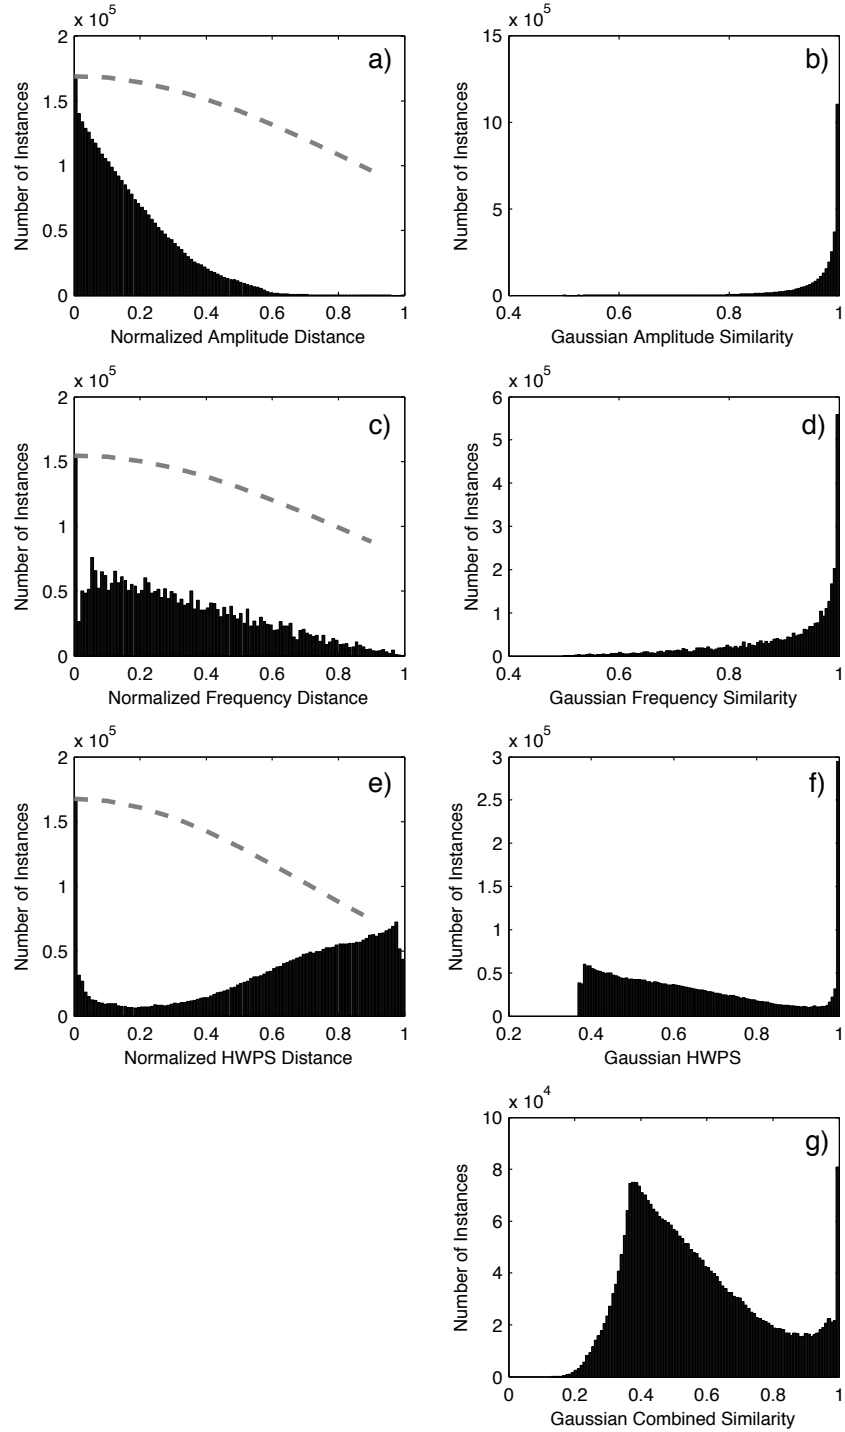 x 10^5
2
1.5
1
0.5
0
0 0.2 0.4 0.6 0.8 1
Number of Instances
Normalized Amplitude Distance
a)
x 10^5
15
10
5
0
0.4 0.6 0.8 1
Number of Instances
Gaussian Amplitude Similarity
b)
x 10^5
2
1.5
1
0.5
0
0 0.2 0.4 0.6 0.8 1
Number of Instances
Normalized Frequency Distance
c)
x 10^5
6
5
4
3
2
1
0
0.4 0.6 0.8 1
Number of Instances
Gaussian Frequency Similarity
d)
x 10^5
2
1.5
1
0.5
0
0 0.2 0.4 0.6 0.8 1
Number of Instances
Normalized HWPS Distance
e)
x 10^5
3
2.5
2
1.5
1
0.5
0
0.2 0.4 0.6 0.8 1
Number of Instances
Gaussian HWPS
f)
x 10^4
10
8
6
4
2
0
0 0.2 0.4 0.6 0.8 1
Number of Instances
Gaussian Combined Similarity
g)